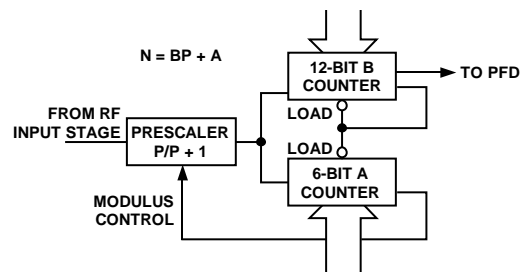 N = BP + A
12-BIT B
COUNTER
TO PFD
FROM RF
INPUT STAGE
PRESCALER
P/P + 1
LOAD
LOAD
6-BIT A
COUNTER
MODULUS
CONTROL